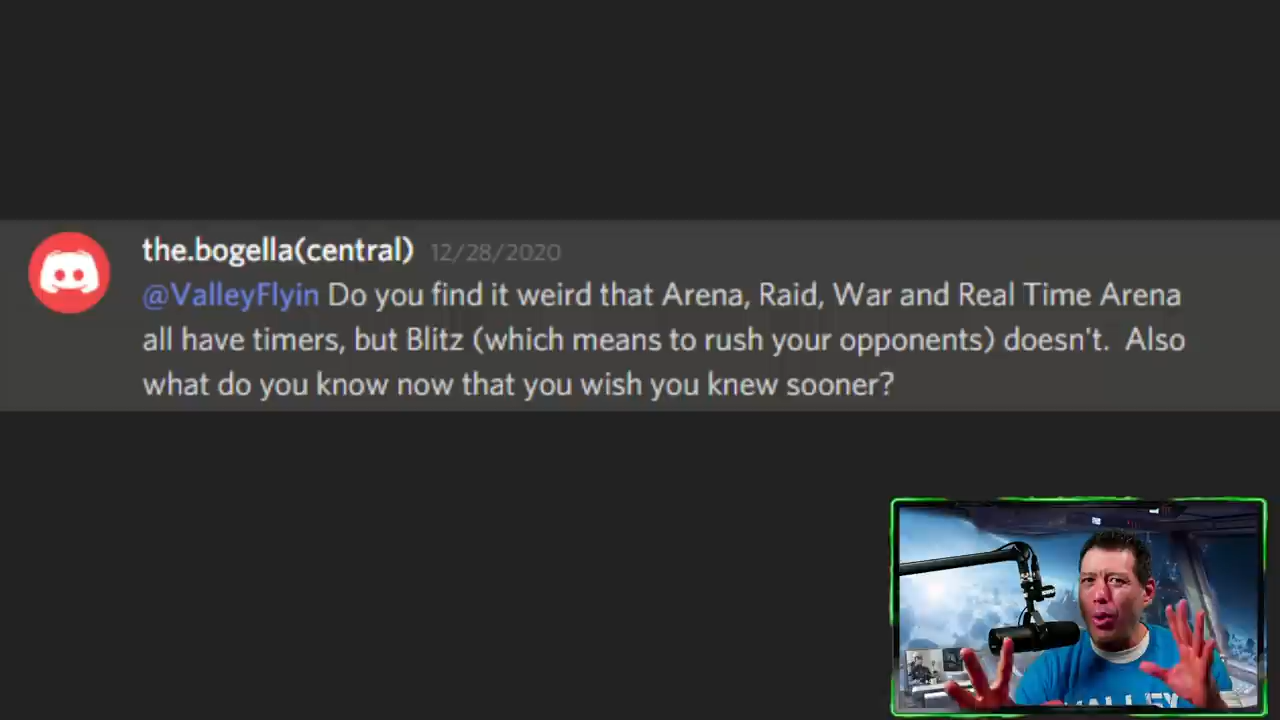 the.bogella(central) 12/28/2020
@ValleyFlyin Do you find it weird that Arena, Raid, War and Real Time Arena
all have timers, but Blitz (which means to rush your opponents) doesn't.  Also
what do you know now that you wish you knew sooner?
VALLEY